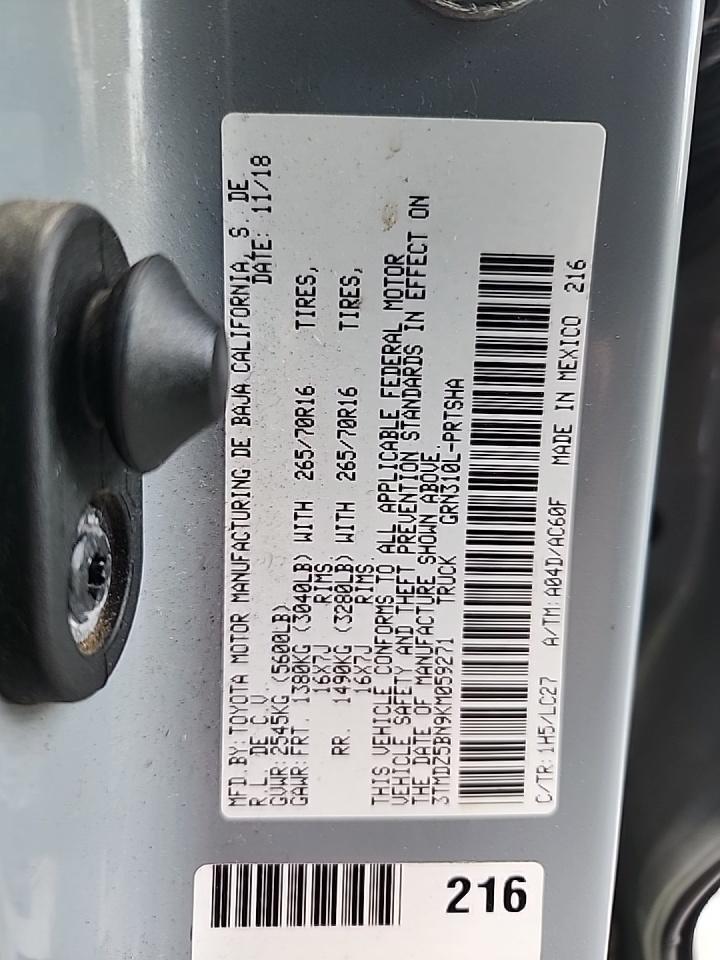 MFD.BY: TOYOTA MOTOR MANUFACTURING DE BAJA CALIFORNIA, S. DE
R.L. DE C.V. DATE: 11/18
GVWR: 2545KG (5600LB)
GAWR: FRT. 1380KG (3040LB) WITH 265/70R16 TIRES,
16X7J RIMS
RR. 1490KG (3280LB) WITH 265/70R16 TIRES,
16X7J RIMS
THIS VEHICLE CONFORMS TO ALL APPLICABLE FEDERAL MOTOR
VEHICLE SAFETY AND THEFT PREVENTION STANDARDS IN EFFECT ON
THE DATE OF MANUFACTURE SHOWN ABOVE.
3TMDZ5BN9KM059271 TRUCK GRN310L-PRTSHA
C/TR: 1H5/LC27 A/TM: A04D/AC60F MADE IN MEXICO 216
216